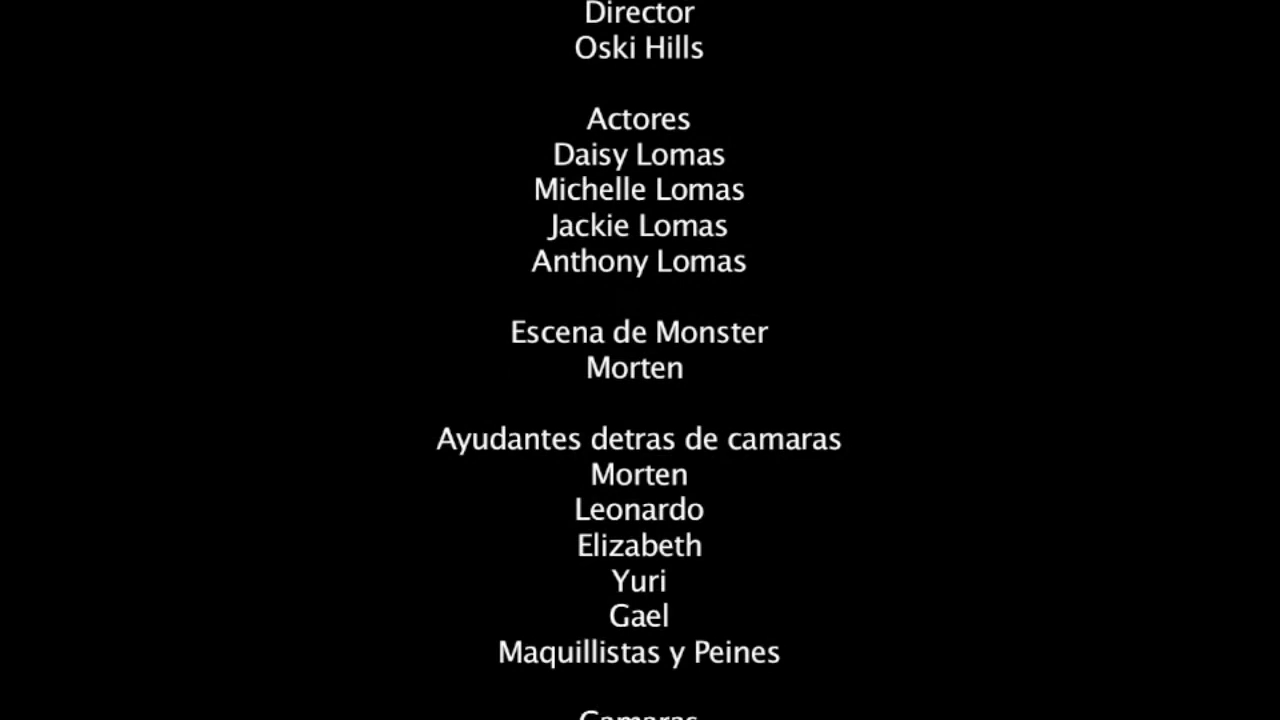 Director
Oski Hills
Actores
Daisy Lomas
Michelle Lomas
Jackie Lomas
Anthony Lomas
Escena de Monster
Morten
Ayudantes detras de camaras
Morten
Leonardo
Elizabeth
Yuri
Gael
Maquillistas y Peines
Camaras